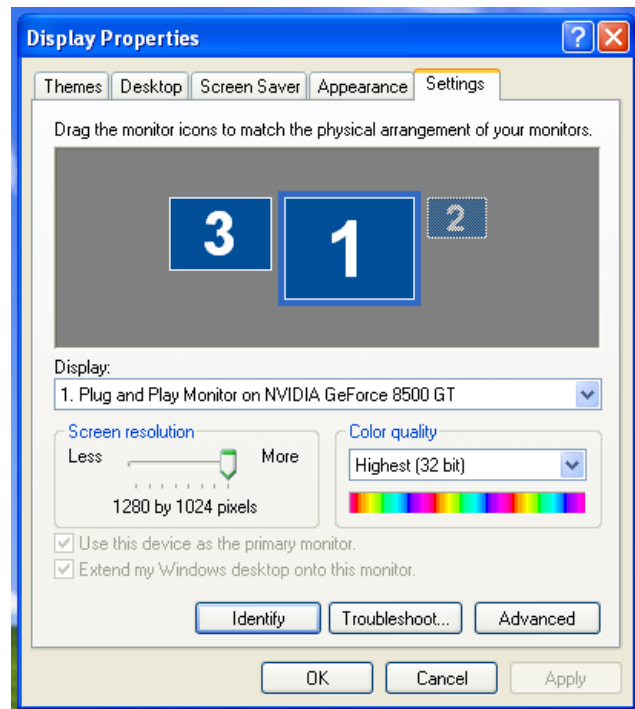 Display Properties
?
Themes Desktop Screen Saver Appearance Settings
Drag the monitor icons to match the physical arrangement of your monitors.
3 1 2
Display:
1. Plug and Play Monitor on NVIDIA GeForce 8500 GT
Screen resolution
Less More
1280 by 1024 pixels
Color quality
Highest (32 bit)
Use this device as the primary monitor.
Extend my Windows desktop onto this monitor.
Identify Troubleshoot... Advanced
OK Cancel Apply